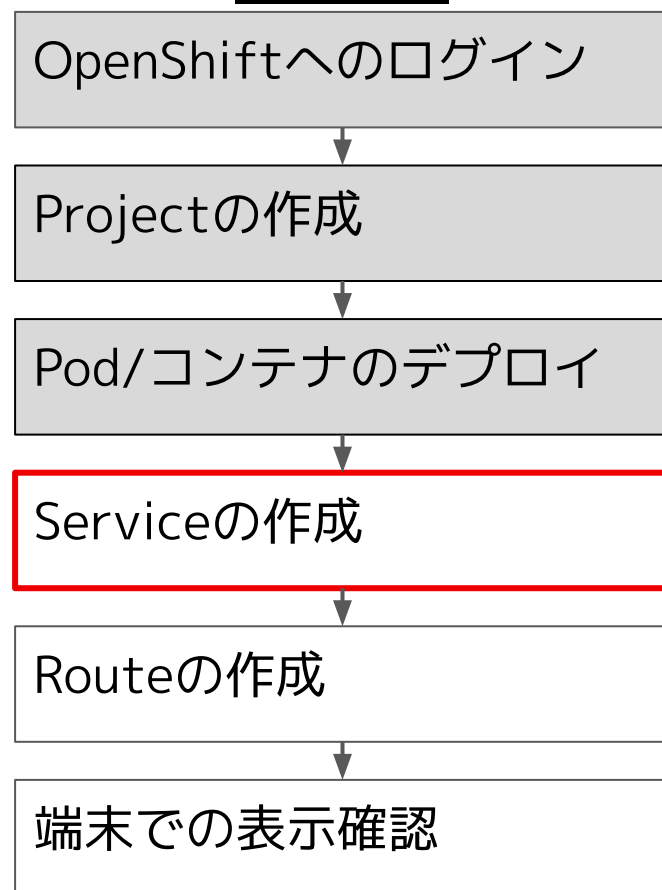 OpenShiftへのログイン
Projectの作成
Pod/コンテナのデプロイ
Serviceの作成
Routeの作成
端末での表示確認